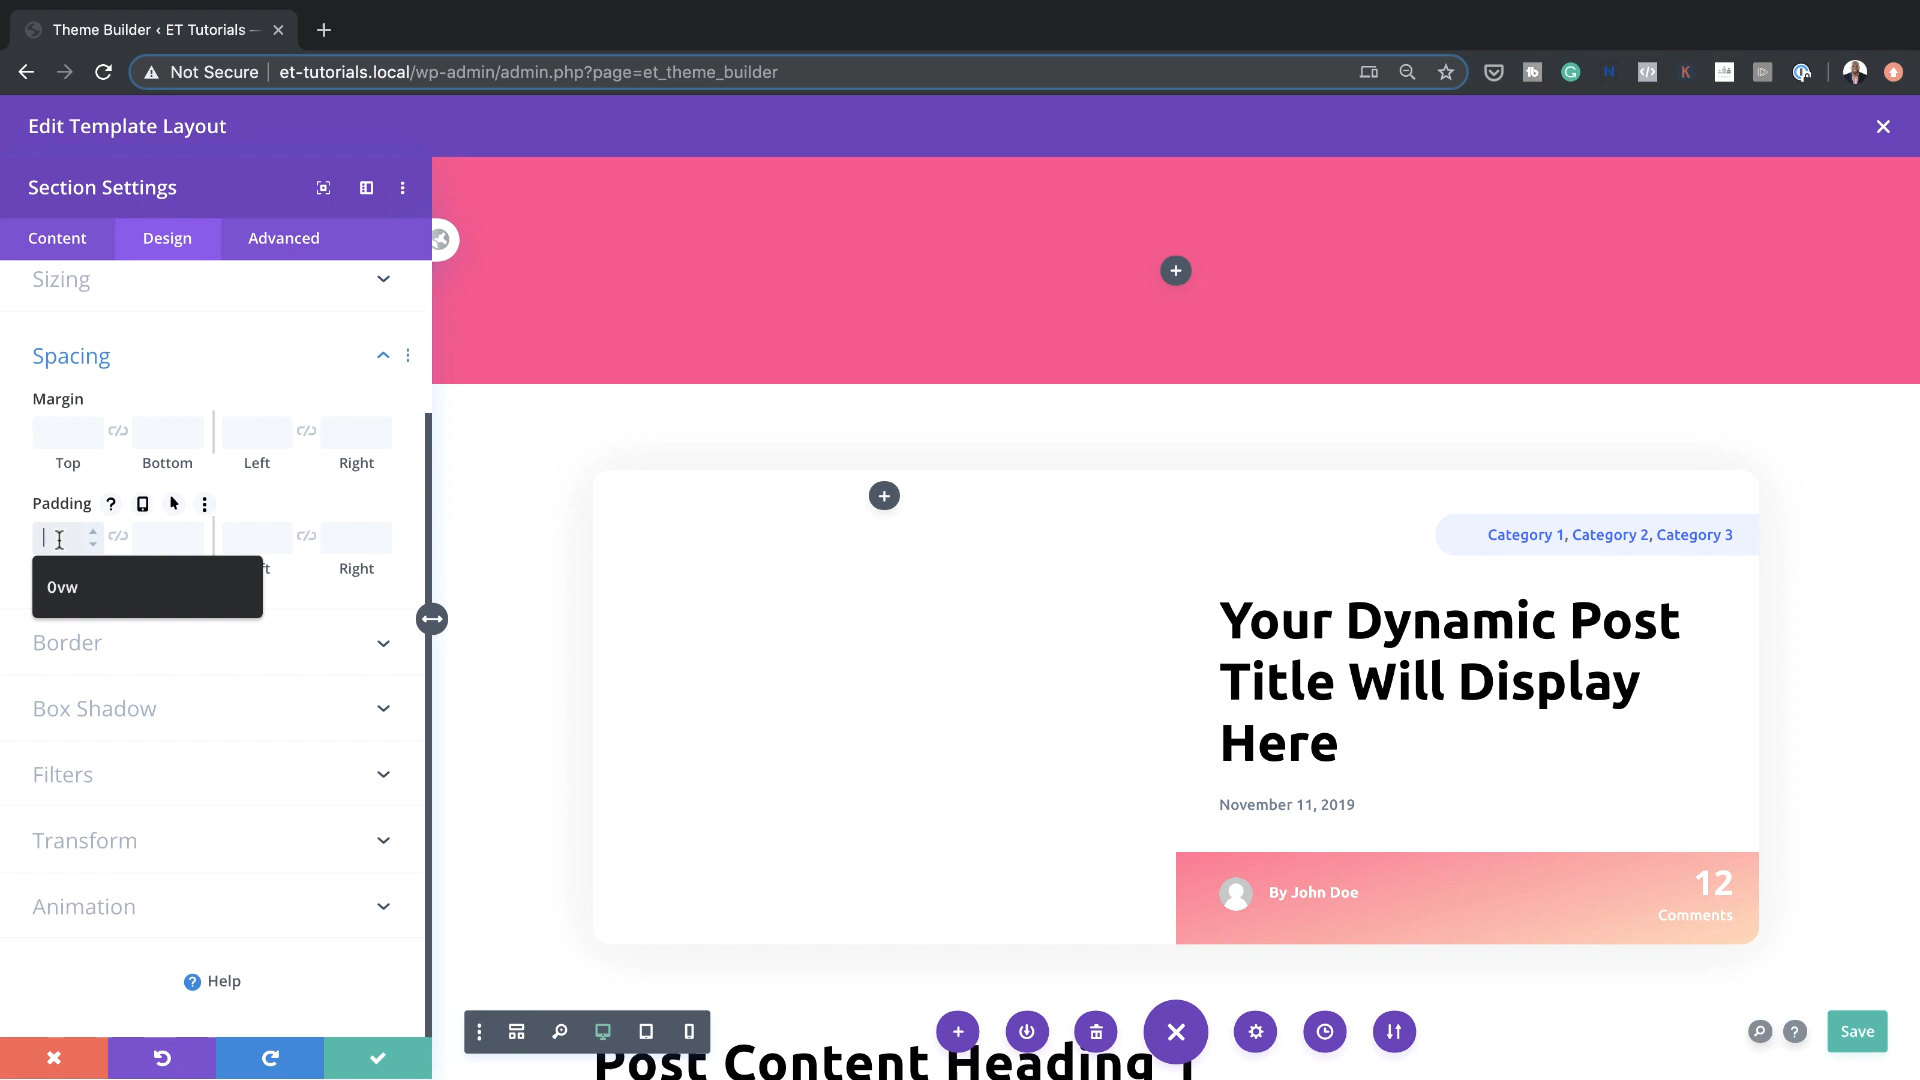 Theme Builder ‹ ET Tutorials —
Not Secure
et-tutorials.local/wp-admin/admin.php?page=et_theme_builder
Edit Template Layout
Section Settings
Content
Design
Advanced
Sizing
Spacing
Margin
Top
Bottom
Left
Right
Padding
Right
0vw
Border
Box Shadow
Filters
Transform
Animation
Help
Category 1, Category 2, Category 3
Your Dynamic Post
Title Will Display
Here
November 11, 2019
By John Doe
12
Comments
Post Content Heading 1
Save